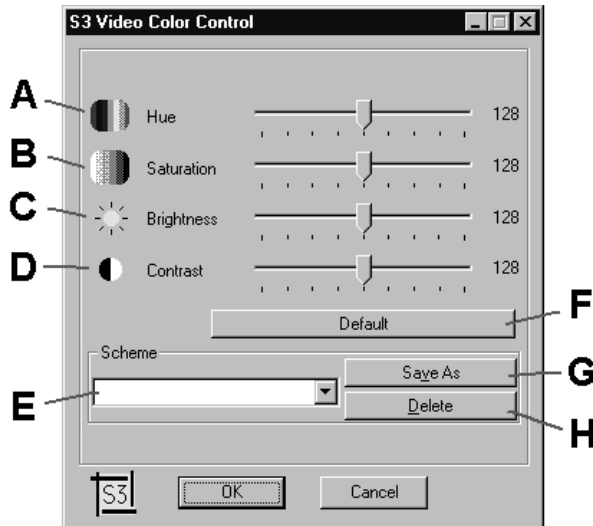 S3 Video Color Control
A
Hue
128
B
Saturation
128
C
Brightness
128
D
Contrast
128
Default
F
Scheme
Save As
G
E
Delete
H
S3
OK
Cancel